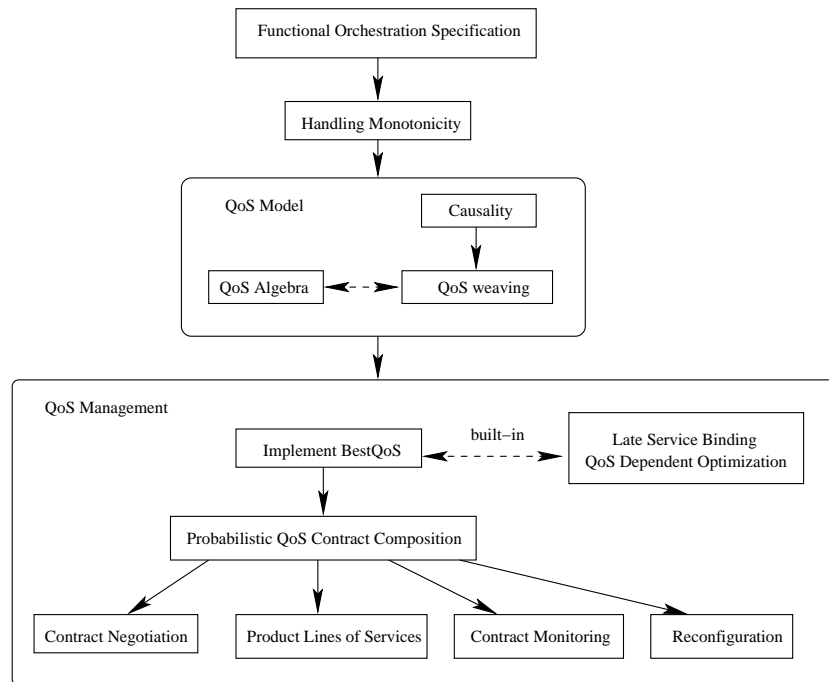 Functional Orchestration Specification
Handling Monotonicity
QoS Model
Causality
QoS Algebra
QoS weaving
QoS Management
Implement BestQoS
built–in
Late Service Binding
QoS Dependent Optimization
Probabilistic QoS Contract Composition
Contract Negotiation
Product Lines of Services
Contract Monitoring
Reconfiguration